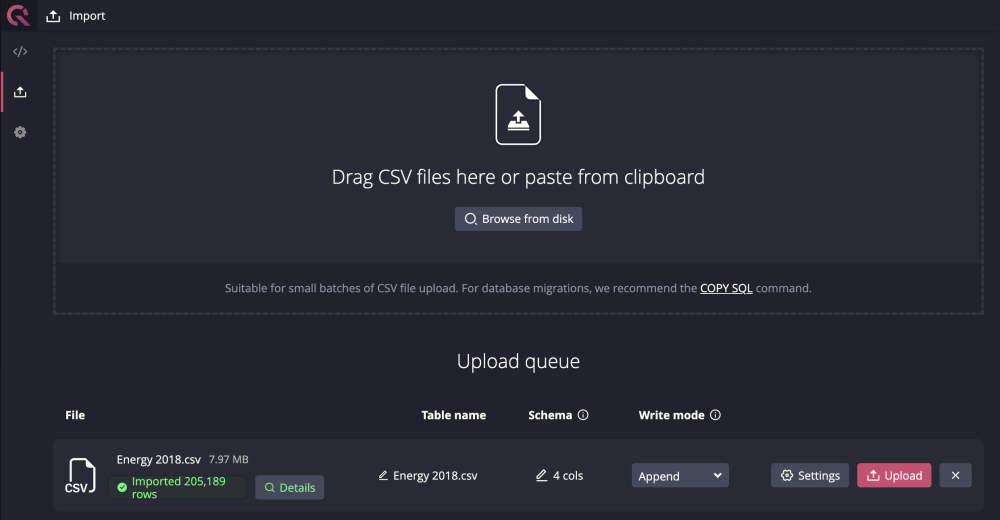 Import
Drag CSV files here or paste from clipboard
Browse from disk
Suitable for small batches of CSV file upload. For database migrations, we recommend the COPY SQL command.
Upload queue
File Table name Schema Write mode
CSV
Energy 2018.csv 7.97 MB
Imported 205,189
rows
Details
Energy 2018.csv
4 cols
Append
Settings
Upload